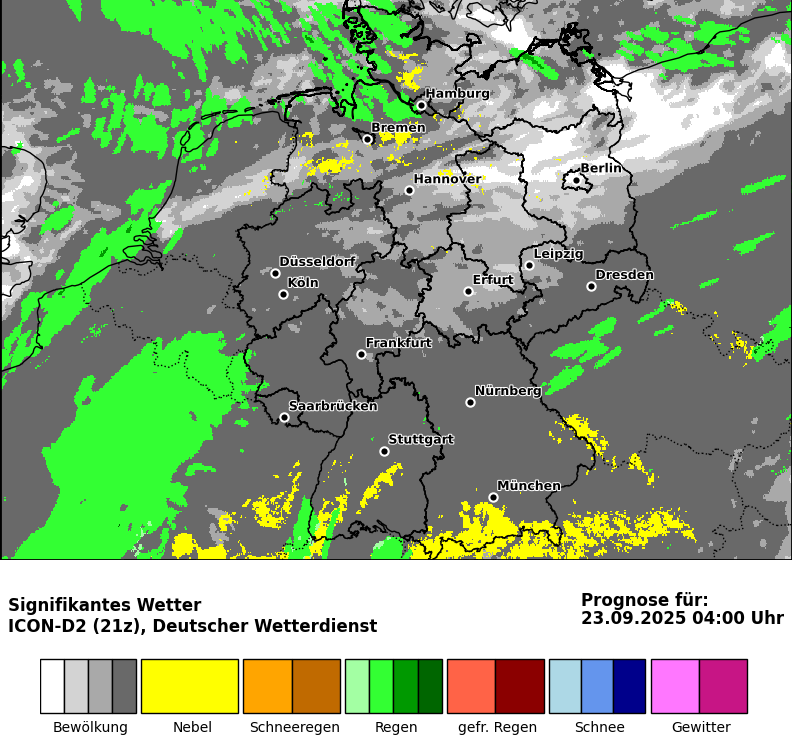 Hamburg
Bremen
Berlin
Hannover
Leipzig
Düsseldorf
Dresden
Köln
Erfurt
Frankfurt
Nürnberg
Saarbrücken
Stuttgart
München
Signifikantes Wetter
ICON-D2 (21z), Deutscher Wetterdienst
Prognose für:
23.09.2025 04:00 Uhr
Bewölkung
Nebel
Schneeregen
Regen
gefr. Regen
Schnee
Gewitter